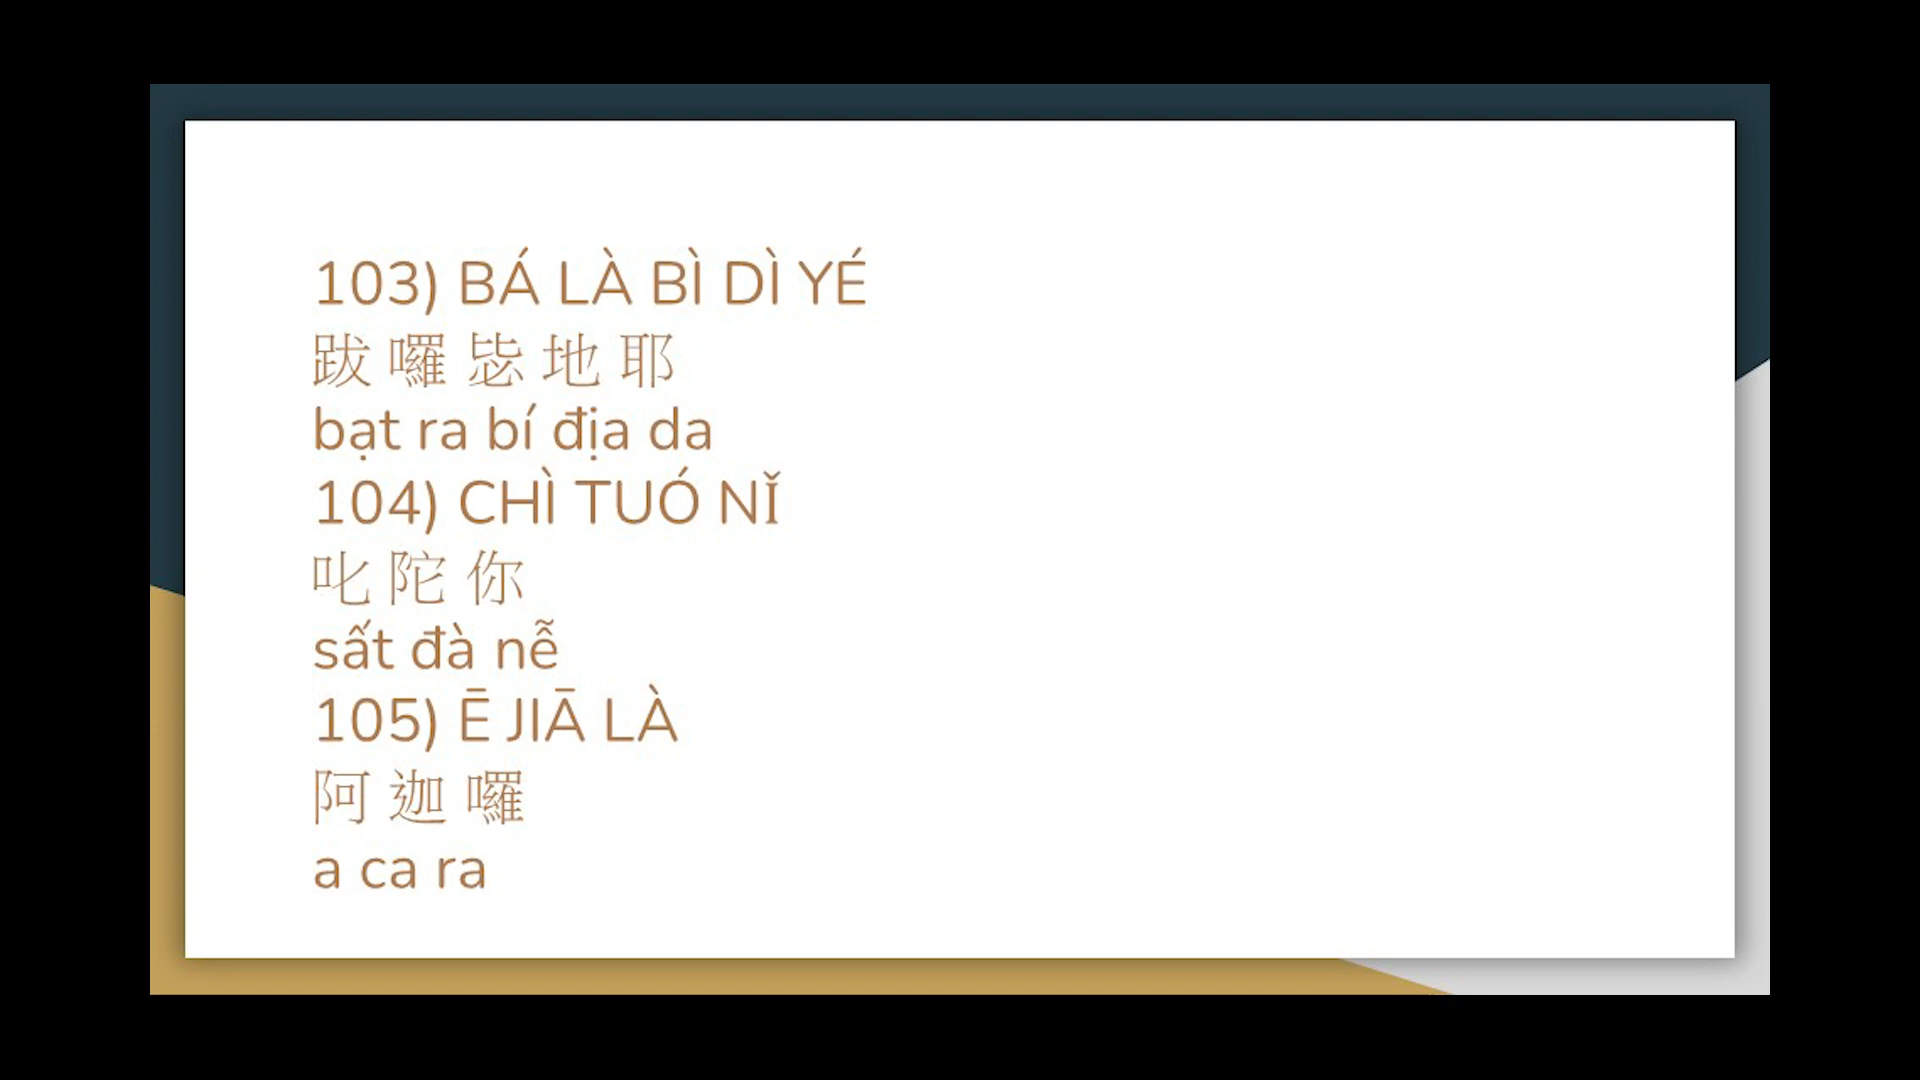 103) BÁ LÀ BÌ DÌ YÉ
跋 囉 毖 地 耶
bạt ra bí địa da
104) CHÌ TUÓ NǏ
叱 陀 你
sất đà nễ
105) Ē JIĀ LÀ
阿 迦 囉
a ca ra